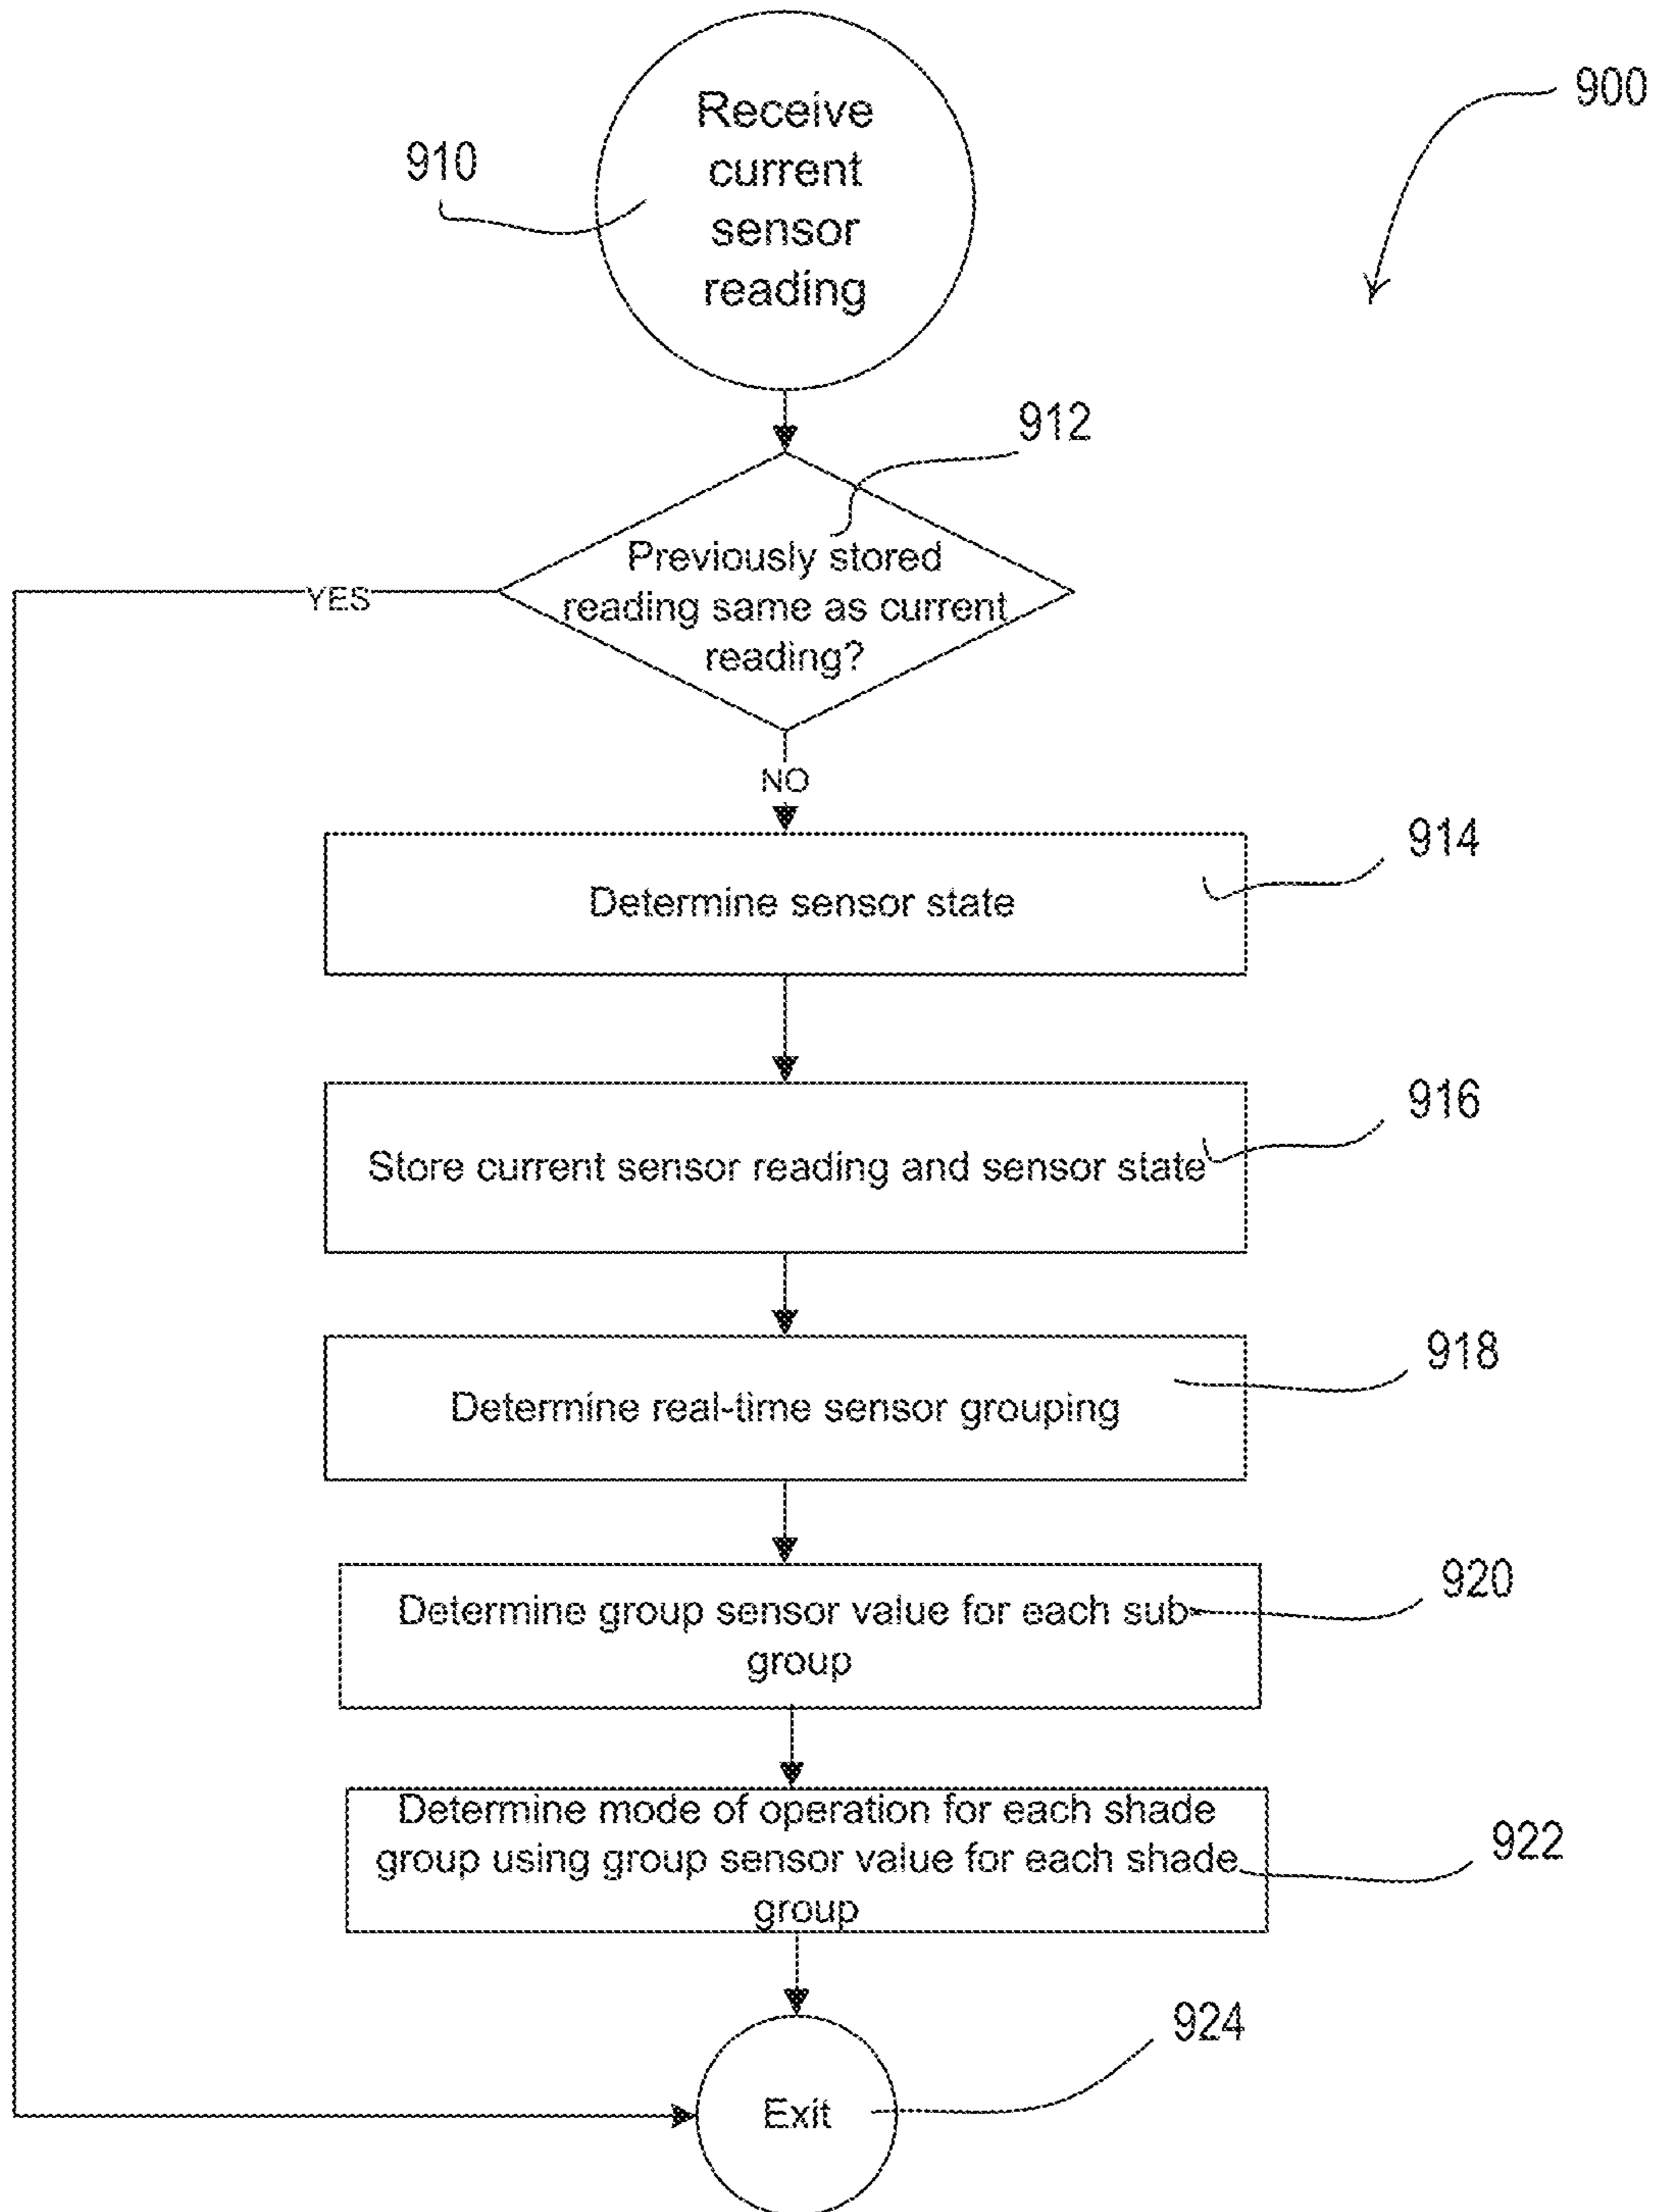 900
910
Receive
current
sensor
reading
912
Previously stored
reading same as current
reading?
YES
NO
914
Determine sensor state
916
Store current sensor reading and sensor state
918
Determine real-time sensor grouping
920
Determine group sensor value for each sub-
group
922
Determine mode of operation for each shade
group using group sensor value for each shade
group
924
Exit